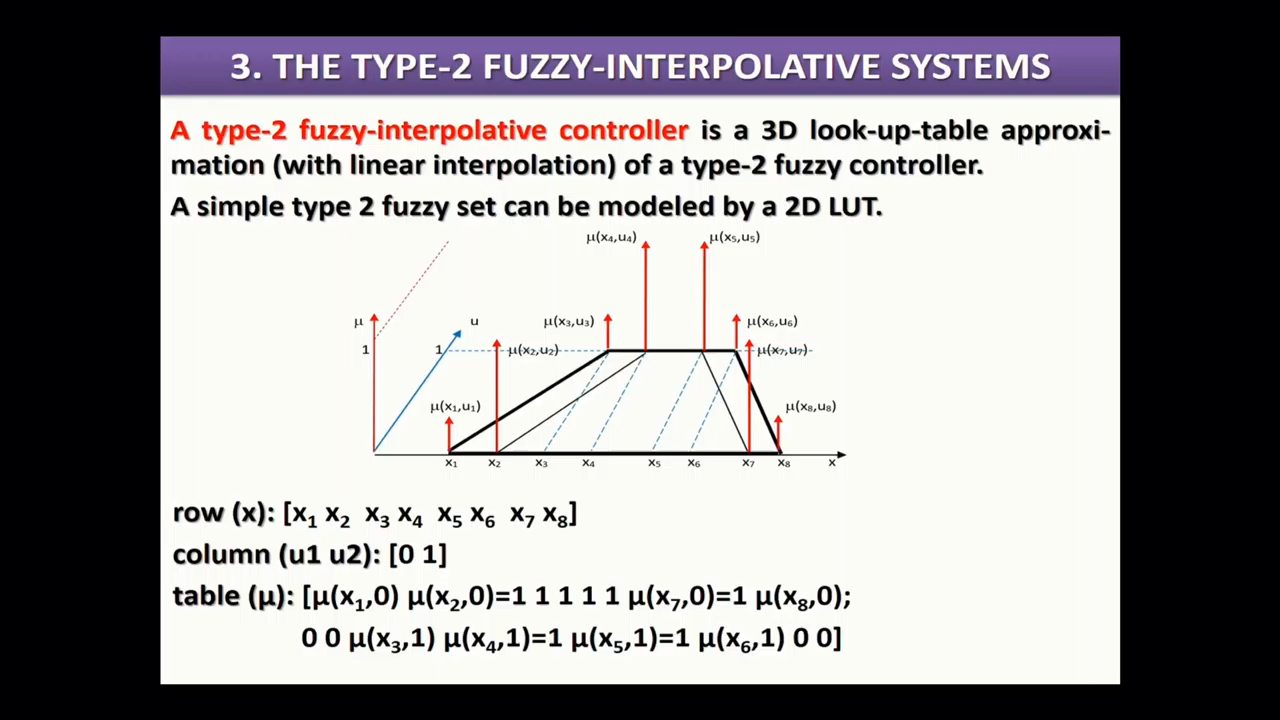 3. THE TYPE-2 FUZZY-INTERPOLATIVE SYSTEMS
A type-2 fuzzy-interpolative controller is a 3D look-up-table approxi-
mation (with linear interpolation) of a type-2 fuzzy controller.
A simple type 2 fuzzy set can be modeled by a 2D LUT.
μ(x4,u4) μ(x5,u5)
μ u μ(x3,u3) μ(x6,u6)
1 1 μ(x2,u2) μ(x7,u7)
μ(x1,u1) μ(x8,u8)
x1 x2 x3 x4 x5 x6 x7 x8 x
row (x): [x1 x2 x3 x4 x5 x6 x7 x8]
column (u1 u2): [0 1]
table (μ): [μ(x1,0) μ(x2,0)=1 1 1 1 1 μ(x7,0)=1 μ(x8,0);
0 0 μ(x3,1) μ(x4,1)=1 μ(x5,1)=1 μ(x6,1) 0 0]